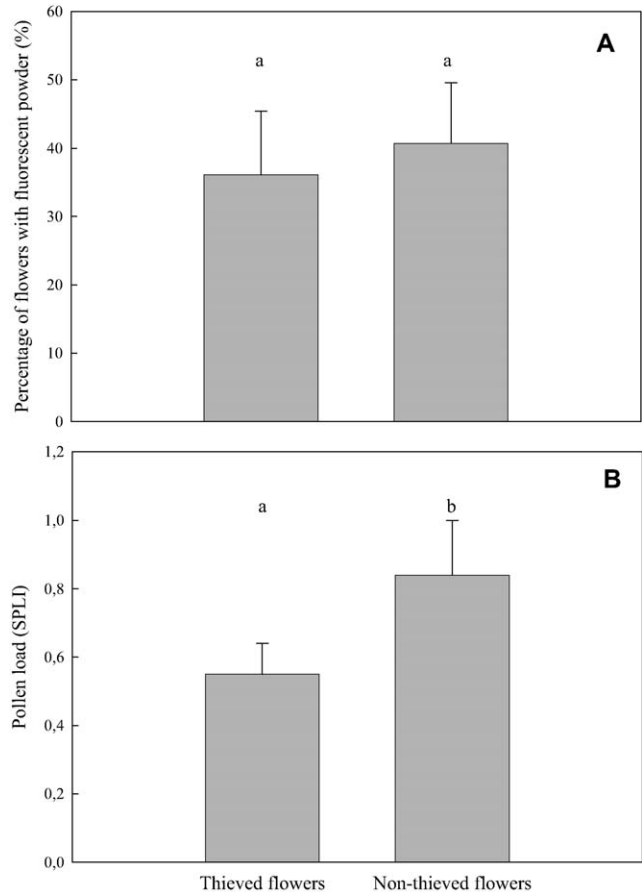 A
Percentage of flowers with fluorescent powder (%)
60
50
40
30
20
10
0
a
a
B
Pollen load (SPLI)
1,2
1,0
0,8
0,6
0,4
0,2
0,0
a
b
Thieved flowers
Non-thieved flowers